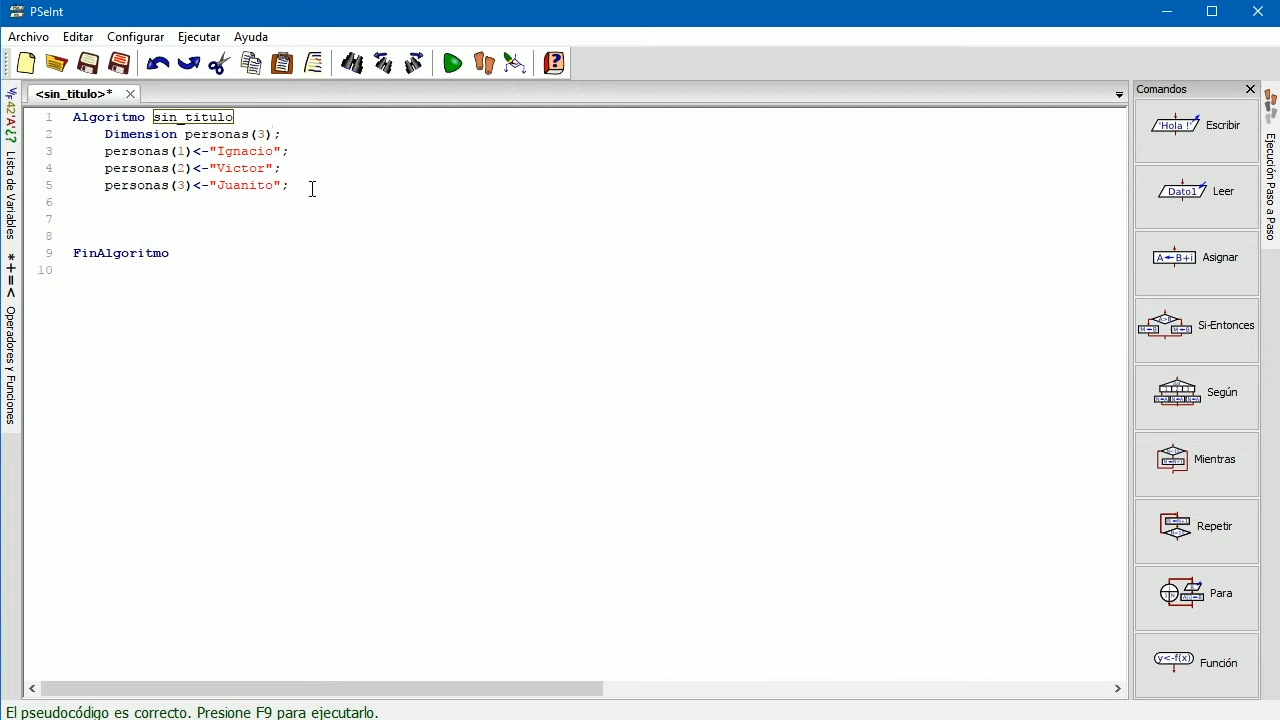 PSeInt
Archivo Editar Configurar Ejecutar Ayuda
<sin_titulo>*
1 Algoritmo sin_titulo
2 Dimension personas(3);
3 personas(1)<-"Ignacio";
4 personas(2)<-"Victor";
5 personas(3)<-"Juanito";
6
7
8
9 FinAlgoritmo
10
Lista de Variables
Operadores y Funciones
Comandos
'Hola !' Escribir
Dato1 Leer
A←B+i Asignar
Si-Entonces
Según
Mientras
Repetir
Para
y<-f(x) Función
Ejecución Paso a Paso
El pseudocódigo es correcto. Presione F9 para ejecutarlo.